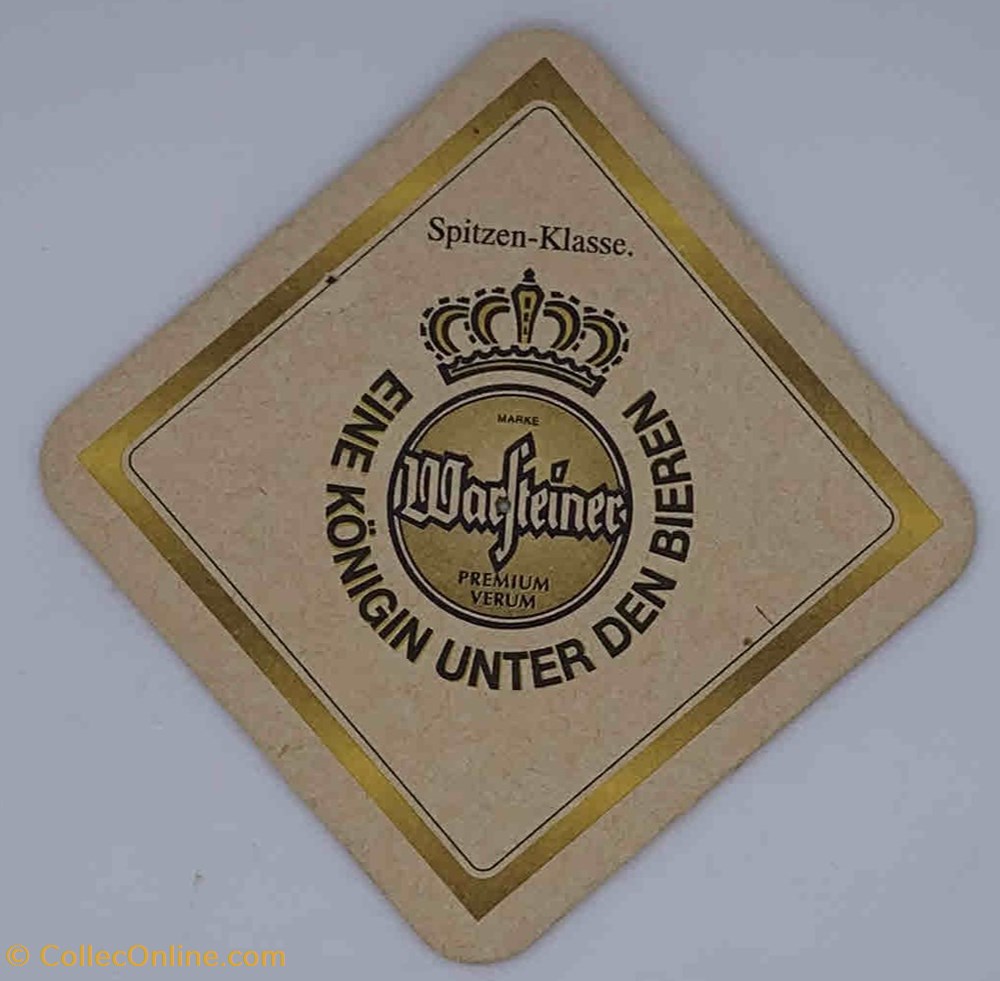 Spitzen-Klasse.
MARKE
Warsteiner
PREMIUM
VERUM
EINE KÖNIGIN UNTER DEN BIEREN
© CollecOnline.com